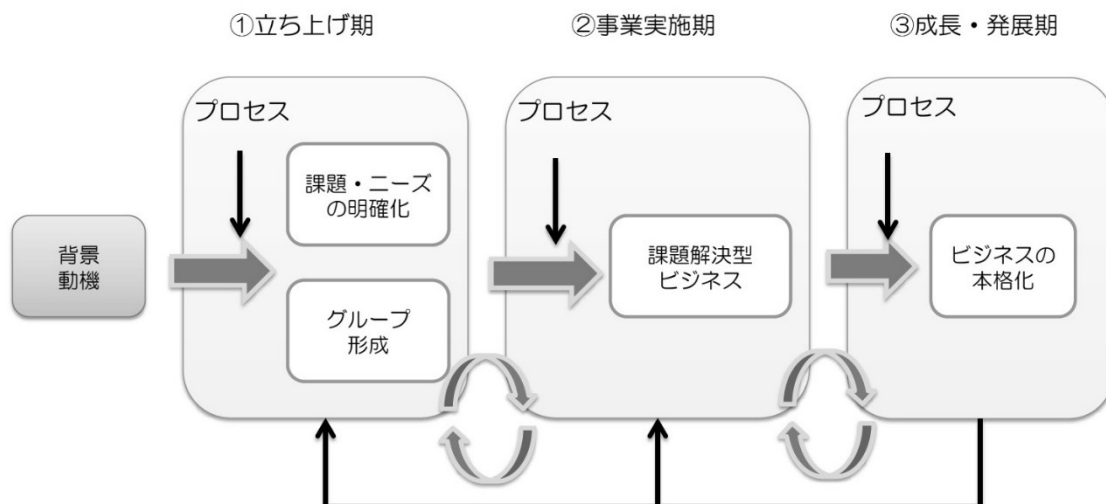 ①立ち上げ期
②事業実施期
③成長・発展期
プロセス
課題・ニーズ
の明確化
グループ
形成
プロセス
課題解決型
ビジネス
プロセス
ビジネスの
本格化
背景
動機